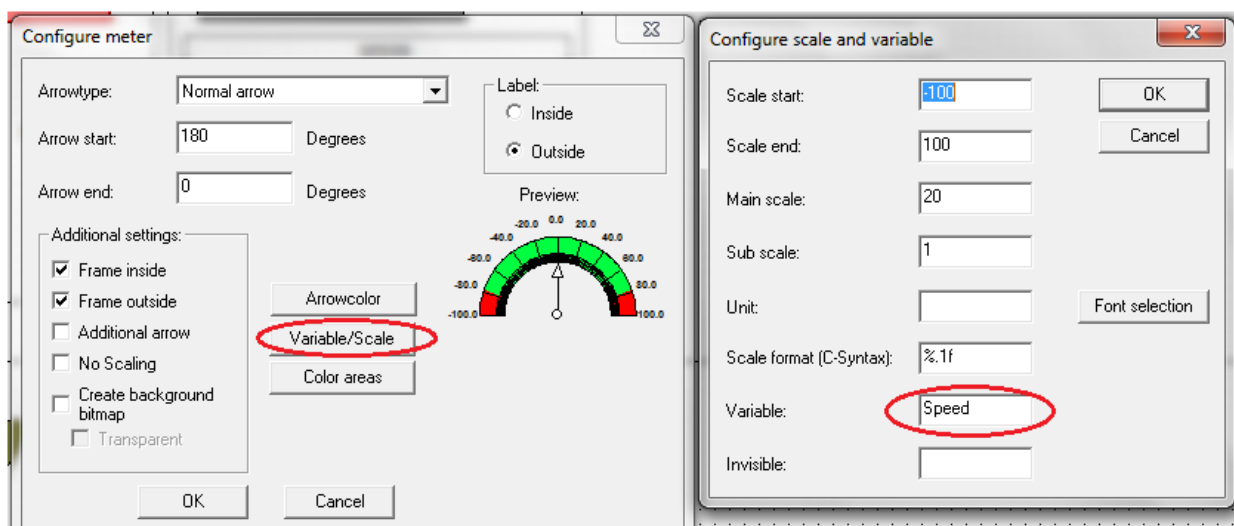 Configure meter
Arrowtype: Normal arrow
Arrow start: 180 Degrees
Arrow end: 0 Degrees
Label:
Inside
Outside
Preview:
-100.0 -80.0 -60.0 -40.0 -20.0 0.0 20.0 40.0 60.0 80.0 100.0
Additional settings:
Frame inside
Frame outside
Additional arrow
No Scaling
Create background
bitmap
Transparent
Arrowcolor
Variable/Scale
Color areas
OK Cancel
Configure scale and variable
Scale start: -100
Scale end: 100
Main scale: 20
Sub scale: 1
Unit:
Scale format (C-Syntax): %.1f
Variable: Speed
Invisible:
OK
Cancel
Font selection